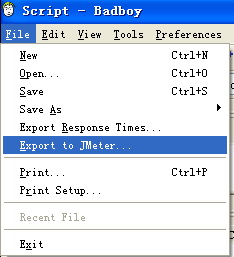 Script - Badboy
File Edit View Tools Preferences
New Ctrl+N
Open... Ctrl+O
Save Ctrl+S
Save As
Export Response Times...
Export to JMeter...
Print... Ctrl+P
Print Setup...
Recent File
Exit